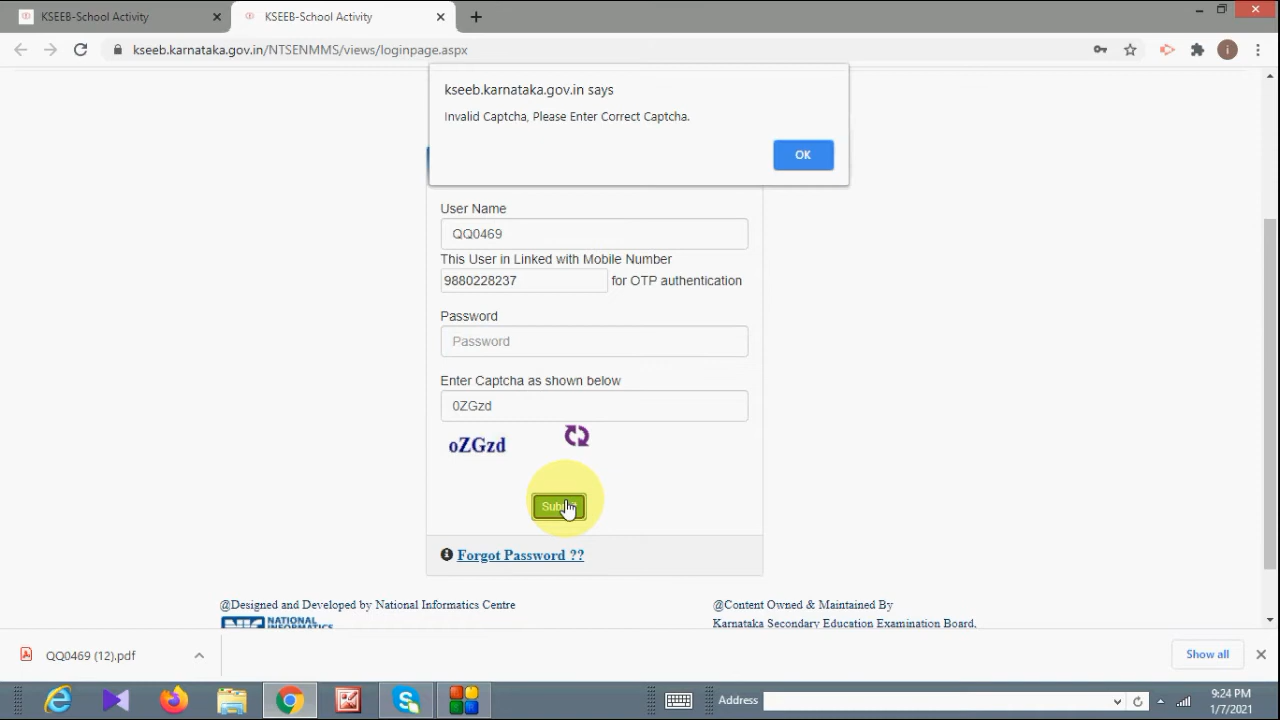 KSEEB-School Activity
KSEEB-School Activity
kseeb.karnataka.gov.in/NTSENMMS/views/loginpage.aspx
i
kseeb.karnataka.gov.in says
Invalid Captcha, Please Enter Correct Captcha.
OK
User Name
QQ0469
This User in Linked with Mobile Number
9880228237 for OTP authentication
Password
Password
Enter Captcha as shown below
0ZGzd
oZGzd
Forgot Password ??
@Designed and Developed by National Informatics Centre
@Content Owned & Maintained By
NATIONAL
INFORMATICS
Karnataka Secondary Education Examination Board,
QQ0469 (12).pdf
Show all
Address
9:24 PM
1/7/2021